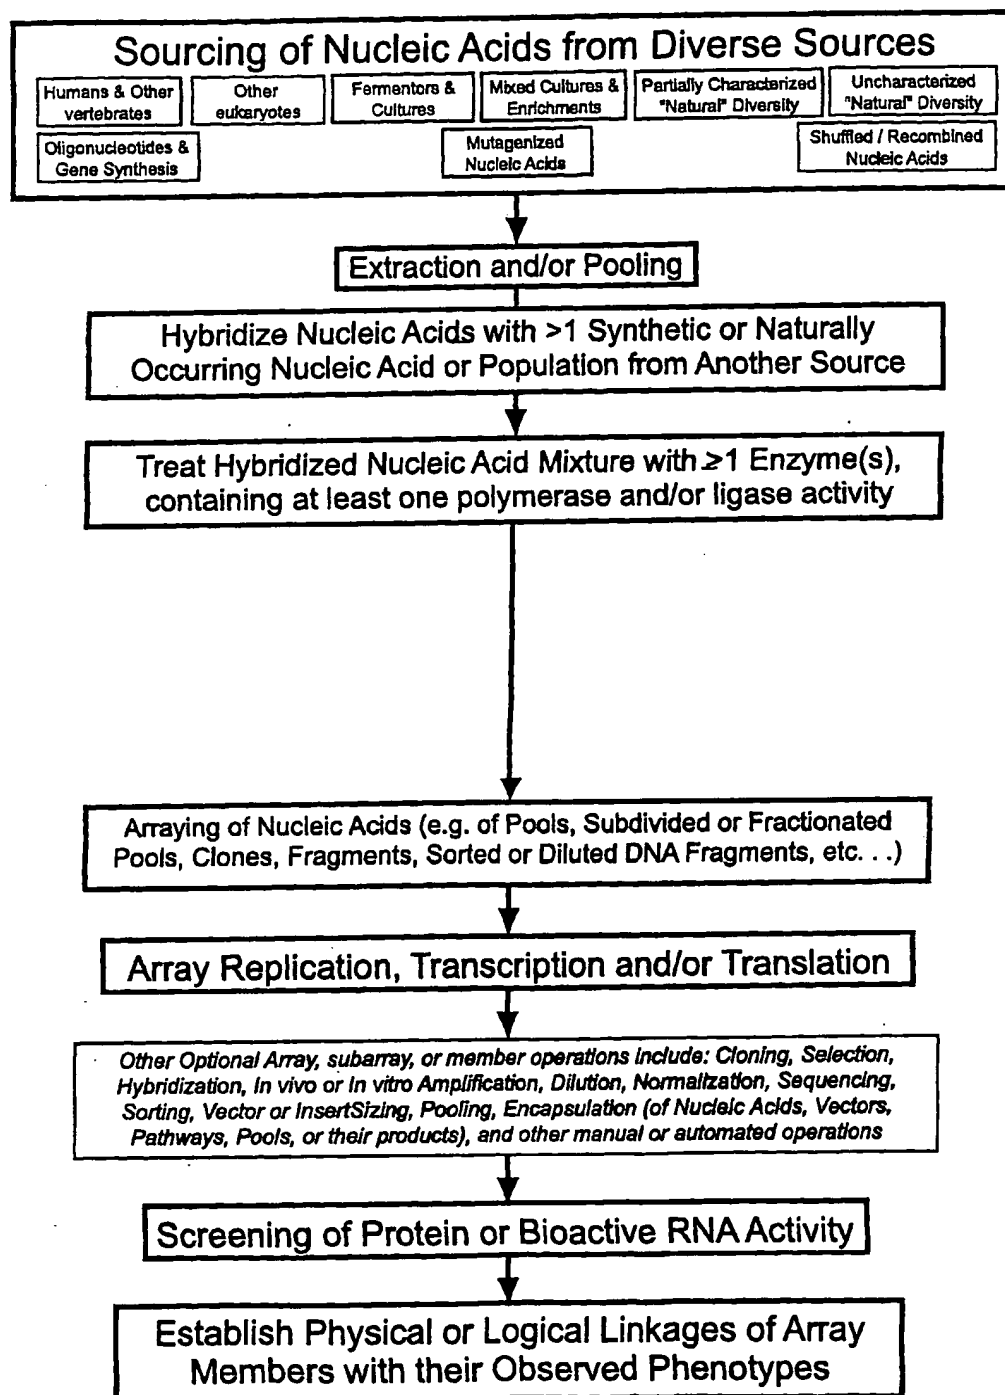 Sourcing of Nucleic Acids from Diverse Sources
Humans & Other
vertebrates
Other
eukaryotes
Fermentors &
Cultures
Mixed Cultures &
Enrichments
Partially Characterized
"Natural" Diversity
Uncharacterized
"Natural" Diversity
Oligonucleotides &
Gene Synthesis
Mutagenized
Nucleic Acids
Shuffled / Recombined
Nucleic Acids
Extraction and/or Pooling
Hybridize Nucleic Acids with >1 Synthetic or Naturally
Occurring Nucleic Acid or Population from Another Source
Treat Hybridized Nucleic Acid Mixture with ≥1 Enzyme(s),
containing at least one polymerase and/or ligase activity
Arraying of Nucleic Acids (e.g. of Pools, Subdivided or Fractionated
Pools, Clones, Fragments, Sorted or Diluted DNA Fragments, etc. . .)
Array Replication, Transcription and/or Translation
Other Optional Array, subarray, or member operations include: Cloning, Selection,
Hybridization, In vivo or In vitro Amplification, Dilution, Normalization, Sequencing,
Sorting, Vector or InsertSizing, Pooling, Encapsulation (of Nucleic Acids, Vectors,
Pathways, Pools, or their products), and other manual or automated operations
Screening of Protein or Bioactive RNA Activity
Establish Physical or Logical Linkages of Array
Members with their Observed Phenotypes